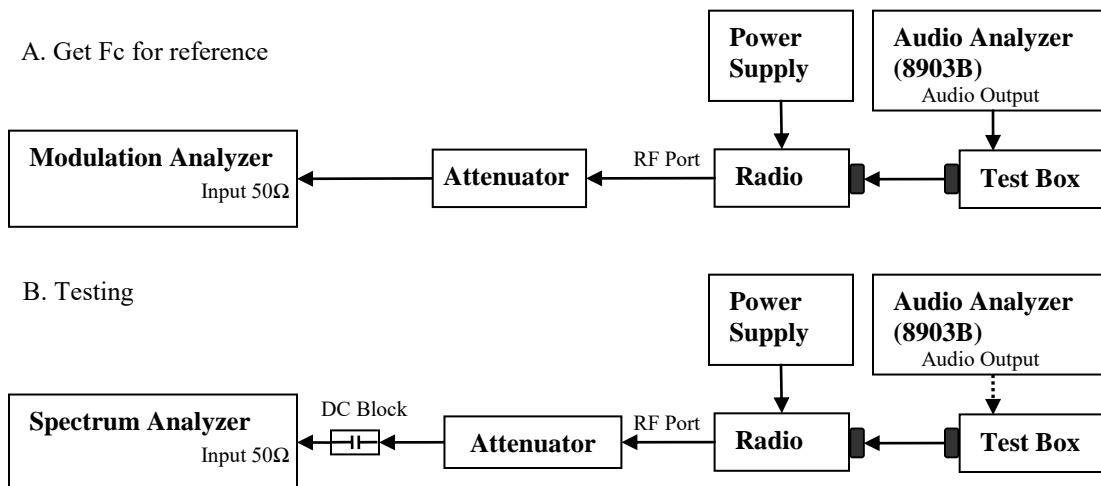 A. Get Fc for reference
Power
Supply
Audio Analyzer
(8903B)
Audio Output
Modulation Analyzer
Input 50Ω
Attenuator
RF Port
Radio
Test Box
B. Testing
Power
Supply
Audio Analyzer
(8903B)
Audio Output
Spectrum Analyzer
Input 50Ω
DC Block
Attenuator
RF Port
Radio
Test Box